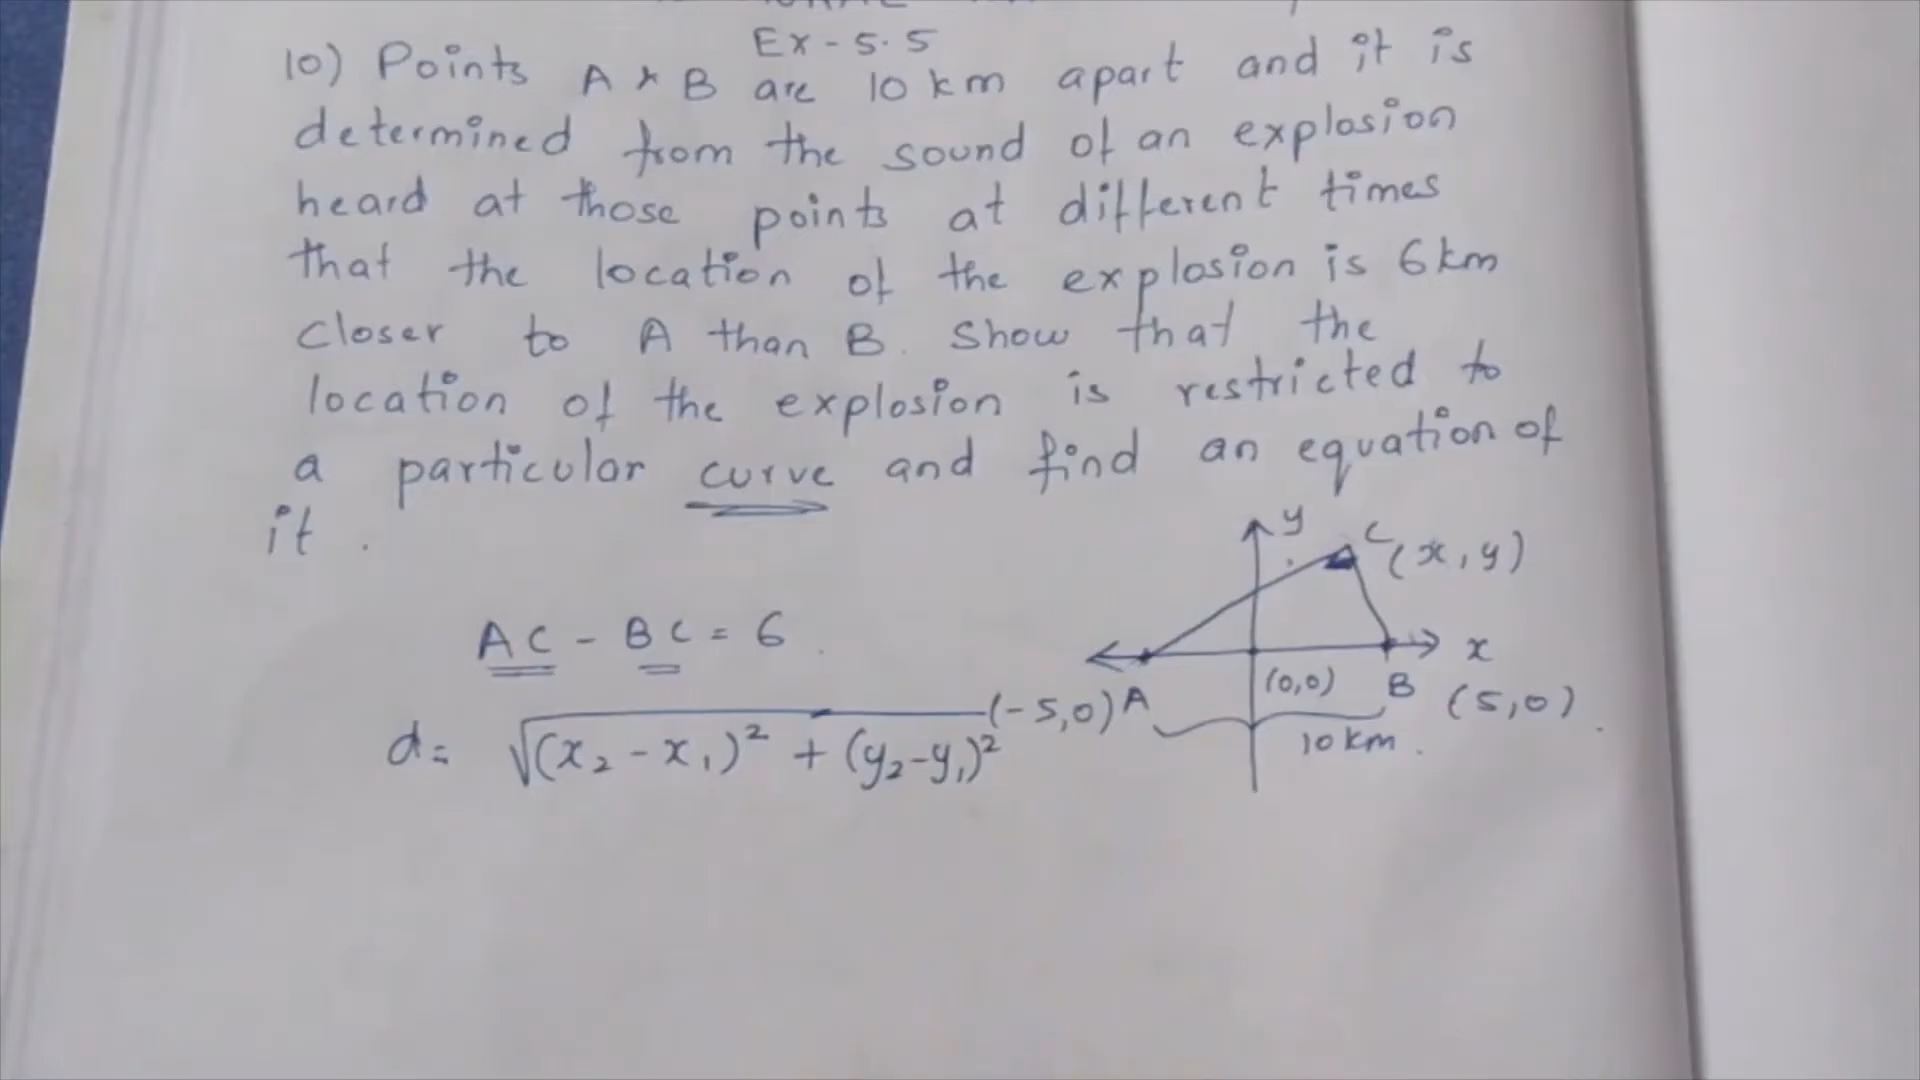 Ex-5.5
10) Points A & B are 10 km apart and it is
determined from the sound of an explosion
heard at those points at different times
that the location of the explosion is 6 km
closer to A than B. Show that the
location of the explosion is restricted to
a particular curve and find an equation of
it.
y
C (x, y)
AC - BC = 6.
x
(0,0)
B (5,0).
(-5,0) A
10 km.
d = √(x₂ - x₁)² + (y₂-y₁)²